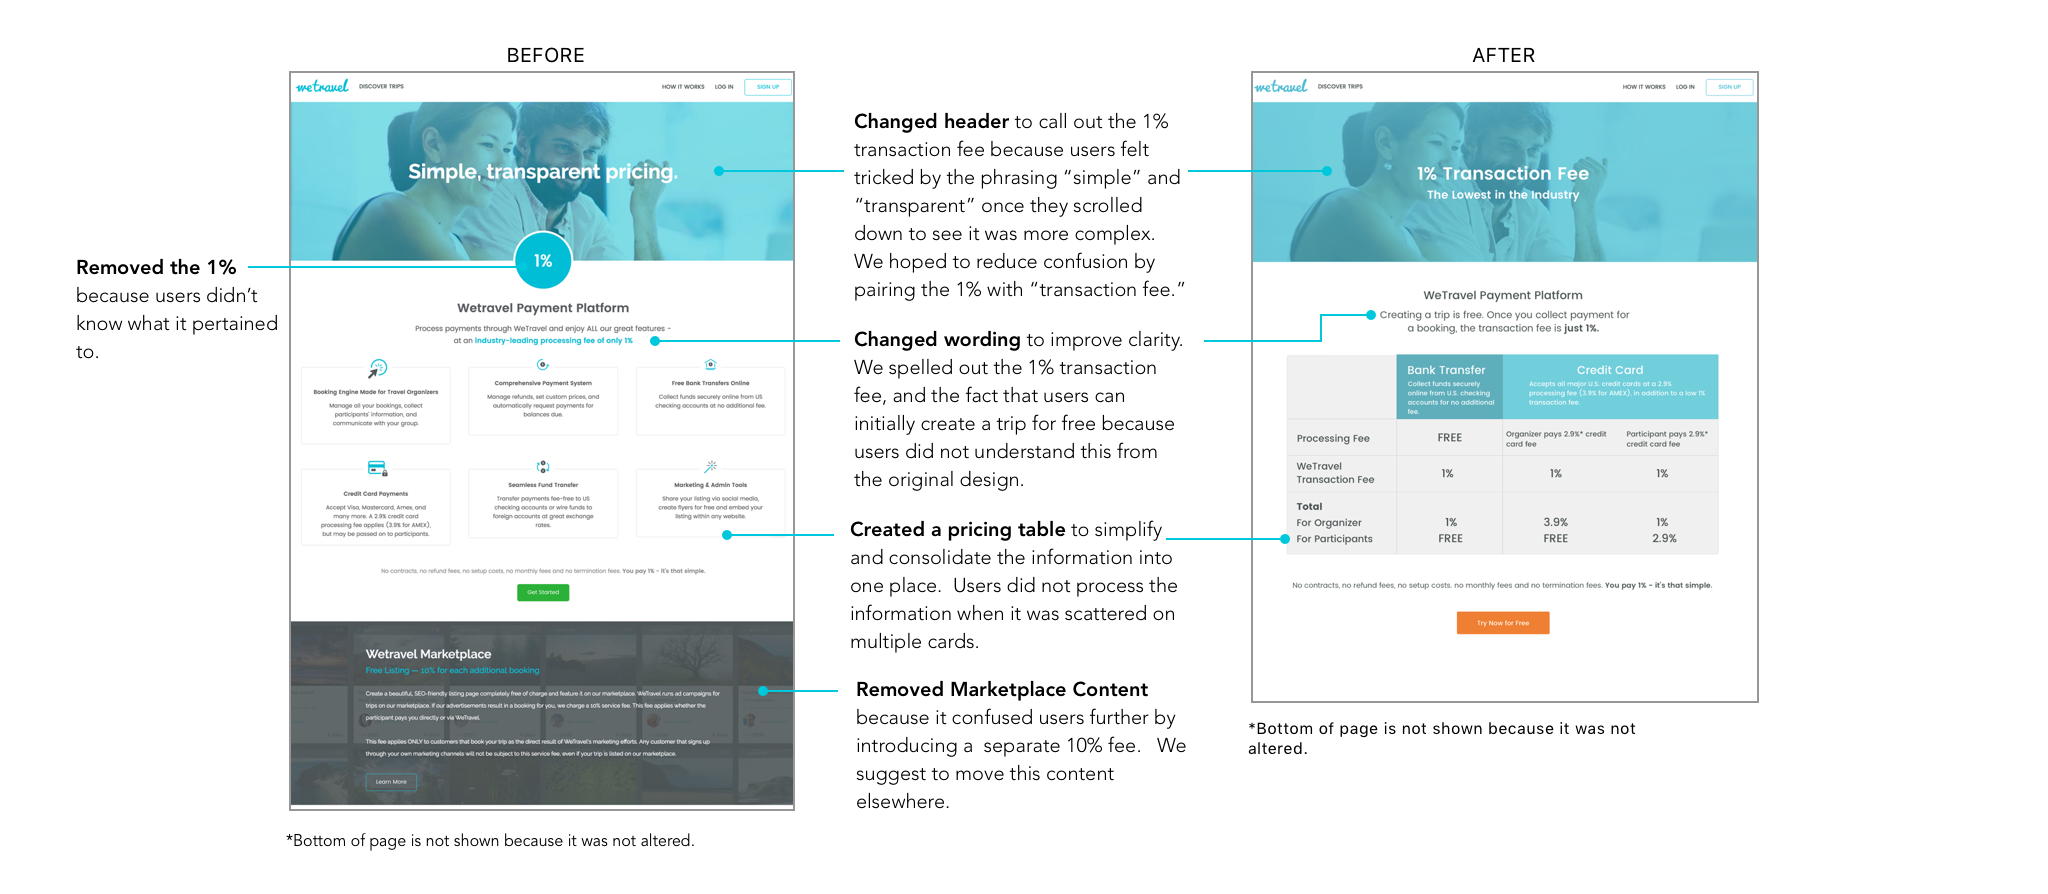 BEFORE
wetravel
DISCOVER TRIPS
HOW IT WORKS
LOG IN
SIGN UP
Simple, transparent pricing.
1%
Wetravel Payment Platform
Process payments through WeTravel and enjoy ALL our great features -
at an industry-leading processing fee of only 1%
Booking Engine Made for Travel Organizers
Manage all your bookings, collect
participants' information, and
communicate with your group.
Comprehensive Payment System
Manage refunds, set custom prices, and
automatically request payments for
balances due.
Free Bank Transfers Online
Collect funds securely online from US
checking accounts at no additional fee.
Credit Card Payments
Accept Visa, Mastercard, Amex, and
many more. A 2.9% credit card
processing fee applies (3.9% for AMEX),
but may be passed on to participants.
Seamless Fund Transfer
Transfer payments fee-free to US
checking accounts or wire funds to
foreign accounts at great exchange
rates.
Marketing & Admin Tools
Share your listing via social media,
create flyers for free and embed your
listing within any website.
No contracts, no refund fees, no setup costs, no monthly fees and no termination fees. You pay 1% - it's that simple.
Get Started
Wetravel Marketplace
Free Listing — 10% for each additional booking
Create a beautiful, SEO-friendly listing page completely free of charge and feature it on our marketplace. WeTravel runs ad campaigns for
trips on our marketplace. If our advertisements result in a booking for you, we charge a 10% service fee. This fee applies whether the
participant pays you directly or via WeTravel.
This fee applies ONLY to customers that book your trip as the direct result of WeTravel's marketing efforts. Any customer that signs up
through your own marketing channels will not be subject to this service fee, even if your trip is listed on our marketplace.
Learn More
*Bottom of page is not shown because it was not altered.
Removed the 1%
because users didn't
know what it pertained
to.
Changed header to call out the 1%
transaction fee because users felt
tricked by the phrasing “simple” and
“transparent” once they scrolled
down to see it was more complex.
We hoped to reduce confusion by
pairing the 1% with “transaction fee.”
Changed wording to improve clarity.
We spelled out the 1% transaction
fee, and the fact that users can
initially create a trip for free because
users did not understand this from
the original design.
Created a pricing table to simplify
and consolidate the information into
one place. Users did not process the
information when it was scattered on
multiple cards.
Removed Marketplace Content
because it confused users further by
introducing a separate 10% fee. We
suggest to move this content
elsewhere.
AFTER
wetravel
DISCOVER TRIPS
HOW IT WORKS
LOG IN
SIGN UP
1% Transaction Fee
The Lowest in the Industry
WeTravel Payment Platform
Creating a trip is free. Once you collect payment for
a booking, the transaction fee is just 1%.
Bank Transfer
Collect funds securely
online from U.S. checking
accounts for no additional
fee.
Credit Card
Accepts all major U.S. credit cards at a 2.9%
processing fee (3.9% for AMEX), in addition to a low 1%
transaction fee.
Processing Fee
FREE
Organizer pays 2.9%* credit
card fee
Participant pays 2.9%*
credit card fee
WeTravel
Transaction Fee
1%
1%
1%
Total
For Organizer
1%
3.9%
1%
For Participants
FREE
FREE
2.9%
No contracts, no refund fees, no setup costs. no monthly fees and no termination fees. You pay 1% - it's that simple.
Try Now for Free
*Bottom of page is not shown because it was not
altered.